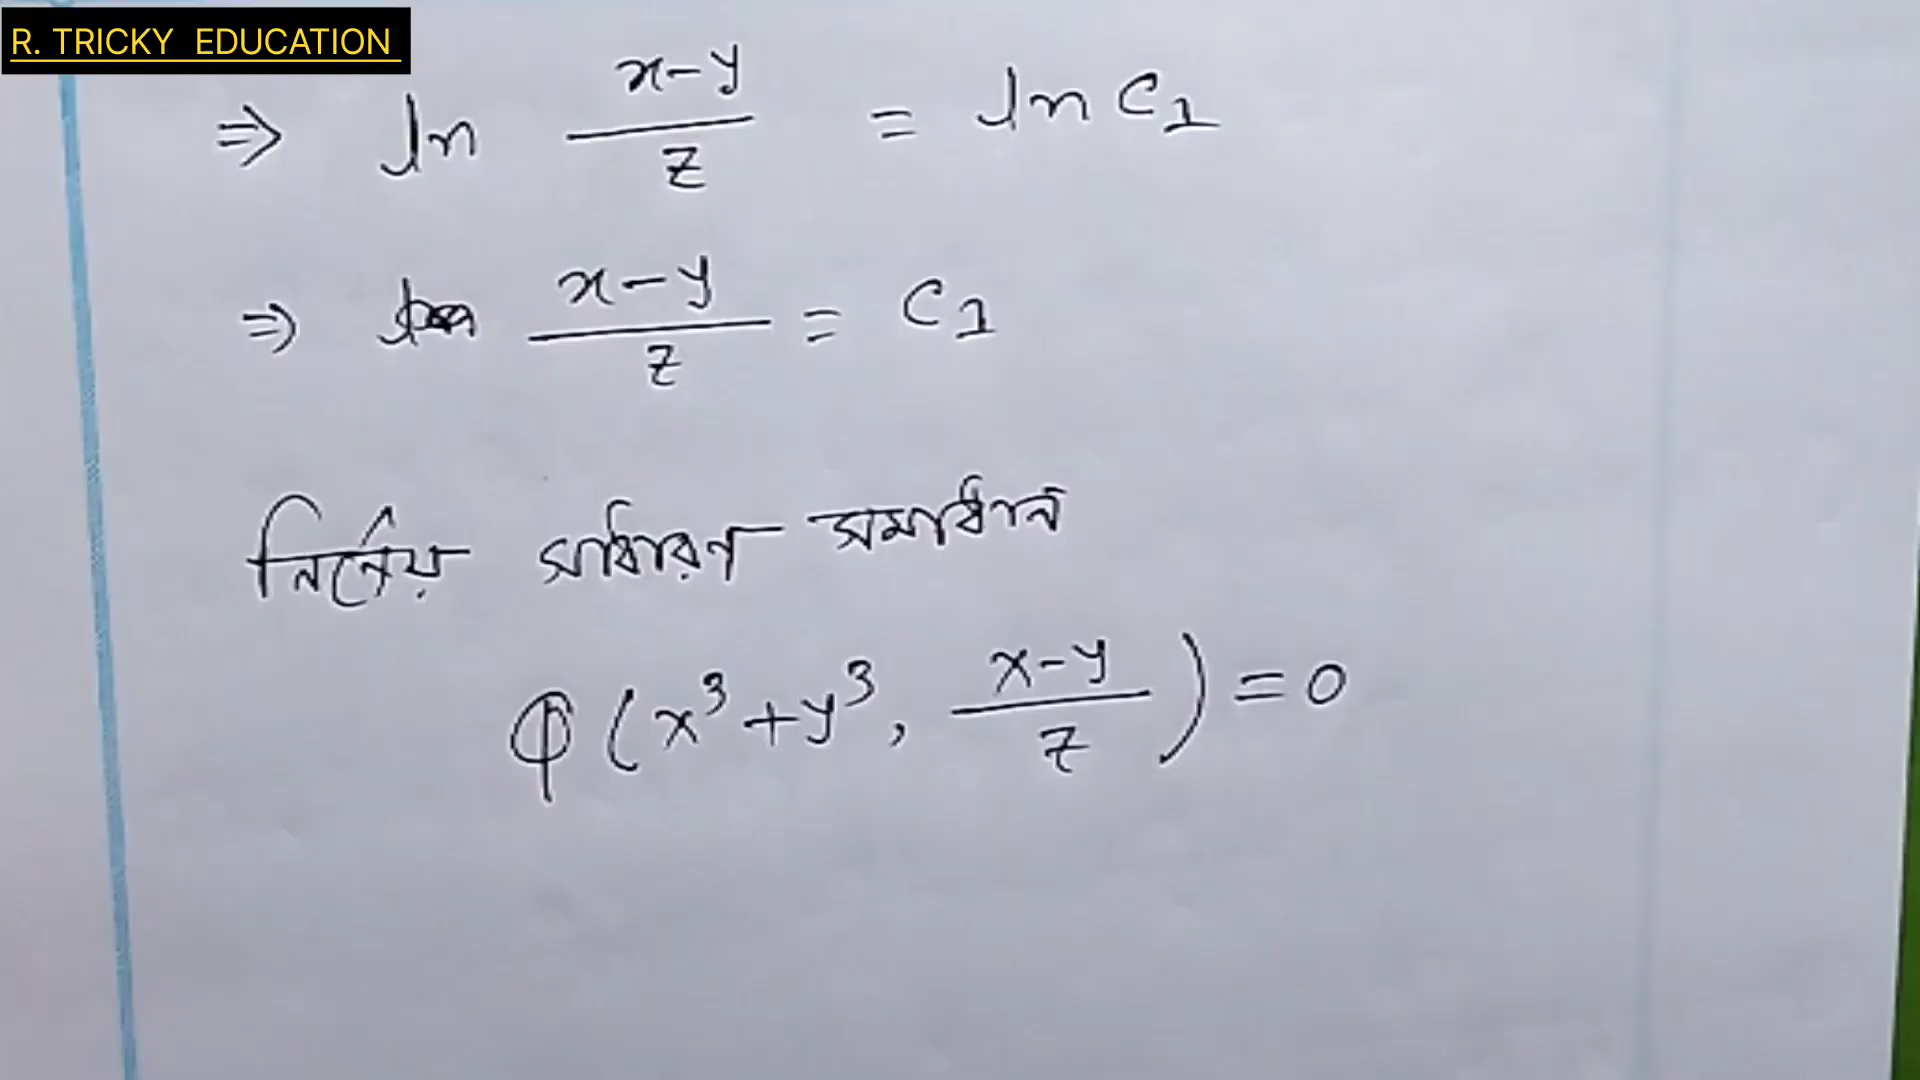 R. TRICKY EDUCATION
⇒ ln (x-y)/z = ln C₁
⇒ (x-y)/z = C₁
নির্নেয় সাধারণ সমাধান
φ(x³+y³, (x-y)/z) = 0